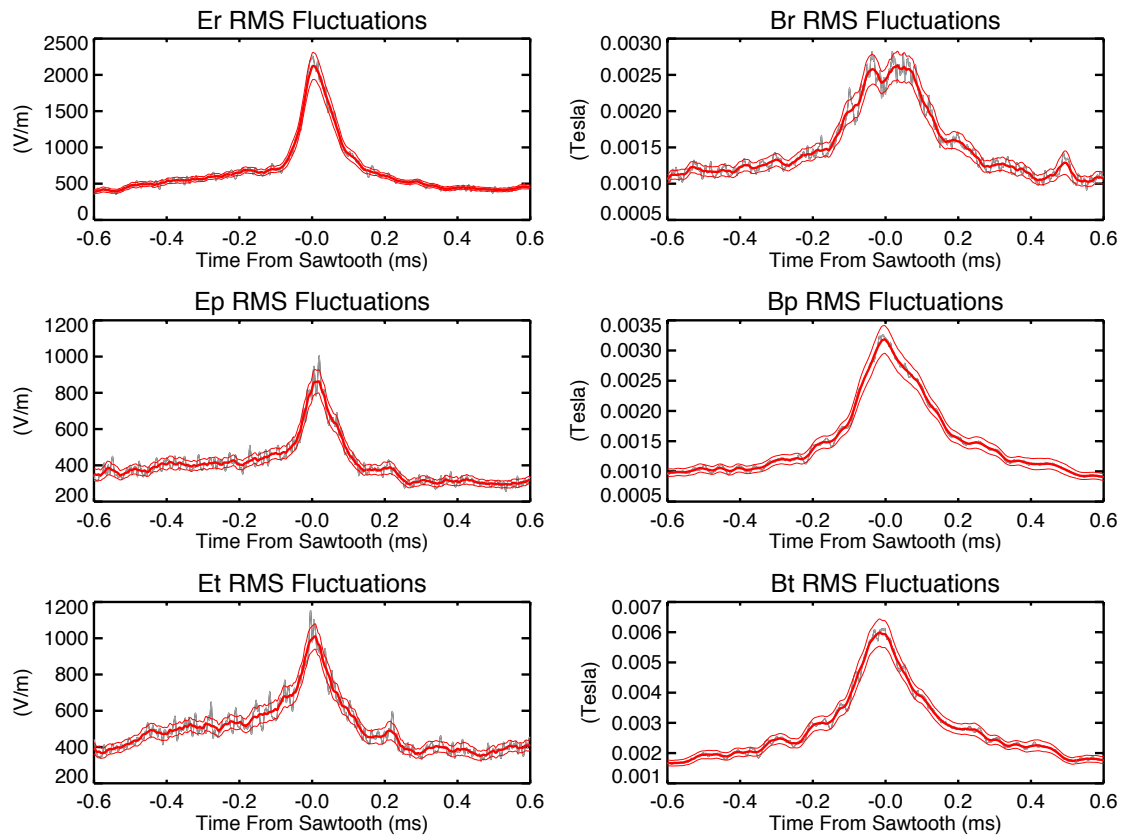 Er RMS Fluctuations
2500
2000
1500
1000
500
0
(V/m)
-0.6 -0.4 -0.2 -0.0 0.2 0.4 0.6
Time From Sawtooth (ms)
Br RMS Fluctuations
0.0030
0.0025
0.0020
0.0015
0.0010
0.0005
(Tesla)
-0.6 -0.4 -0.2 -0.0 0.2 0.4 0.6
Time From Sawtooth (ms)
Ep RMS Fluctuations
1200
1000
800
600
400
200
(V/m)
-0.6 -0.4 -0.2 -0.0 0.2 0.4 0.6
Time From Sawtooth (ms)
Bp RMS Fluctuations
0.0035
0.0030
0.0025
0.0020
0.0015
0.0010
0.0005
(Tesla)
-0.6 -0.4 -0.2 -0.0 0.2 0.4 0.6
Time From Sawtooth (ms)
Et RMS Fluctuations
1200
1000
800
600
400
200
(V/m)
-0.6 -0.4 -0.2 -0.0 0.2 0.4 0.6
Time From Sawtooth (ms)
Bt RMS Fluctuations
0.007
0.006
0.005
0.004
0.003
0.002
0.001
(Tesla)
-0.6 -0.4 -0.2 -0.0 0.2 0.4 0.6
Time From Sawtooth (ms)